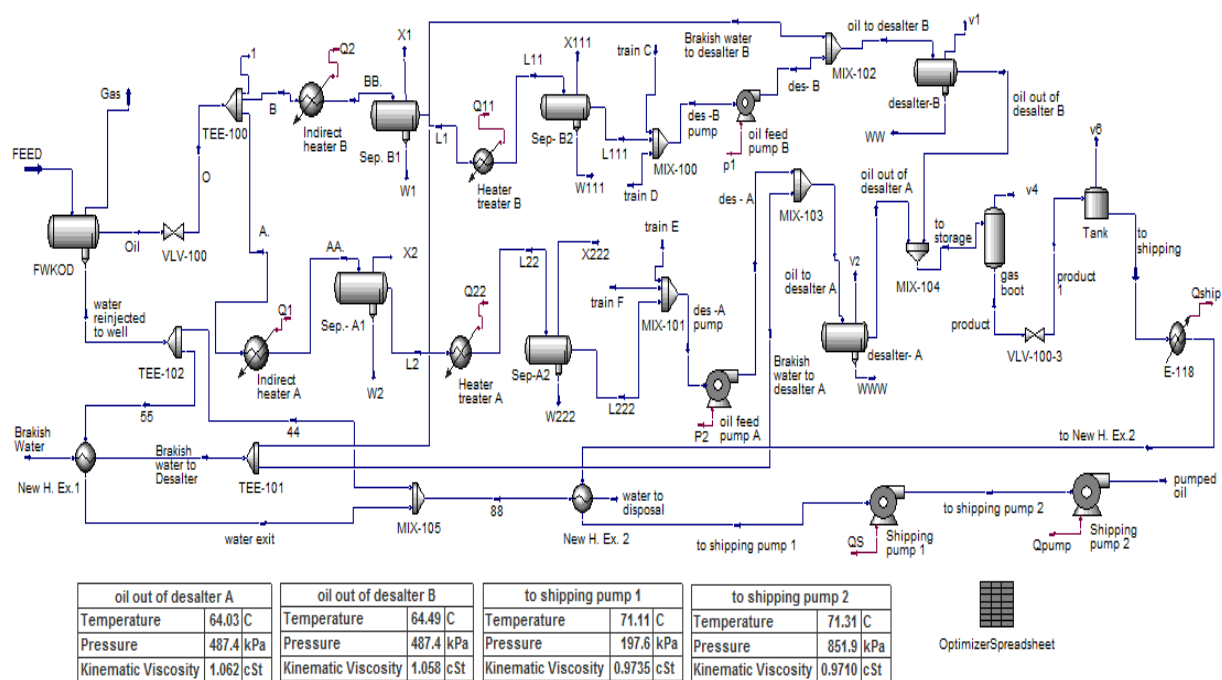 FEED
Gas
FWKOD
Oil
VLV-100
O
TEE-100
1
B
Q2
Indirect
heater B
BB.
X1
Sep. B1
W1
L1
Q11
Heater
treater B
L11
X111
Sep- B2
W111
L111
train C
train D
MIX-100
des -B
pump
oil feed
pump B
p1
des- B
Brakish water
to desalter B
MIX-102
oil to desalter B
v1
desalter-B
WW
oil out of
desalter B
water
reinjected
to well
TEE-102
A.
Q1
Indirect
heater A
AA.
X2
Sep.- A1
W2
L2
Q22
Heater
treater A
L22
X222
Sep-A2
W222
L222
train E
train F
MIX-101
des -A
pump
oil feed
pump A
P2
des - A
MIX-103
Brakish
water to
desalter A
oil to
desalter A
v2
desalter- A
WWW
oil out of
desalter A
MIX-104
to
storage
v4
gas
boot
product
VLV-100-3
product
1
v6
Tank
to
shipping
Qship
E-118
55
44
Brakish
Water
New H. Ex.1
Brakish
water to
Desalter
TEE-101
water exit
MIX-105
88
to New H. Ex.2
water to
disposal
New H. Ex. 2
to shipping pump 1
QS
Shipping
pump 1
to shipping pump 2
Qpump
Shipping
pump 2
pumped
oil
oil out of desalter A
Temperature 64.03 C
Pressure 487.4 kPa
Kinematic Viscosity 1.062 cSt
oil out of desalter B
Temperature 64.49 C
Pressure 487.4 kPa
Kinematic Viscosity 1.058 cSt
to shipping pump 1
Temperature 71.11 C
Pressure 197.6 kPa
Kinematic Viscosity 0.9735 cSt
to shipping pump 2
Temperature 71.31 C
Pressure 851.9 kPa
Kinematic Viscosity 0.9710 cSt
OptimizerSpreadsheet